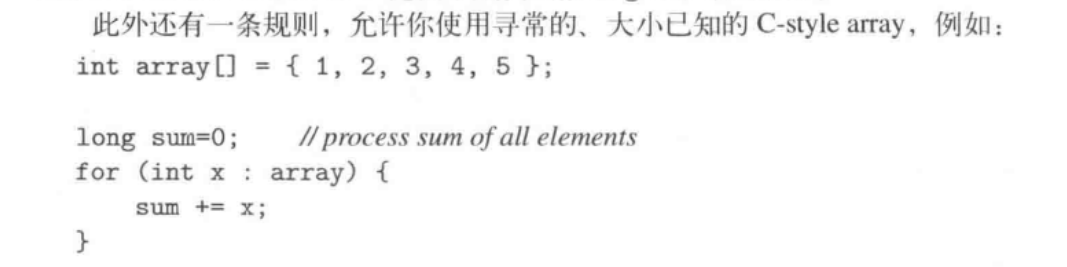 此外还有一条规则，允许你使用寻常的、大小已知的 C-style array，例如：
int array[] = { 1, 2, 3, 4, 5 };
long sum=0;    // process sum of all elements
for (int x : array) {
    sum += x;
}